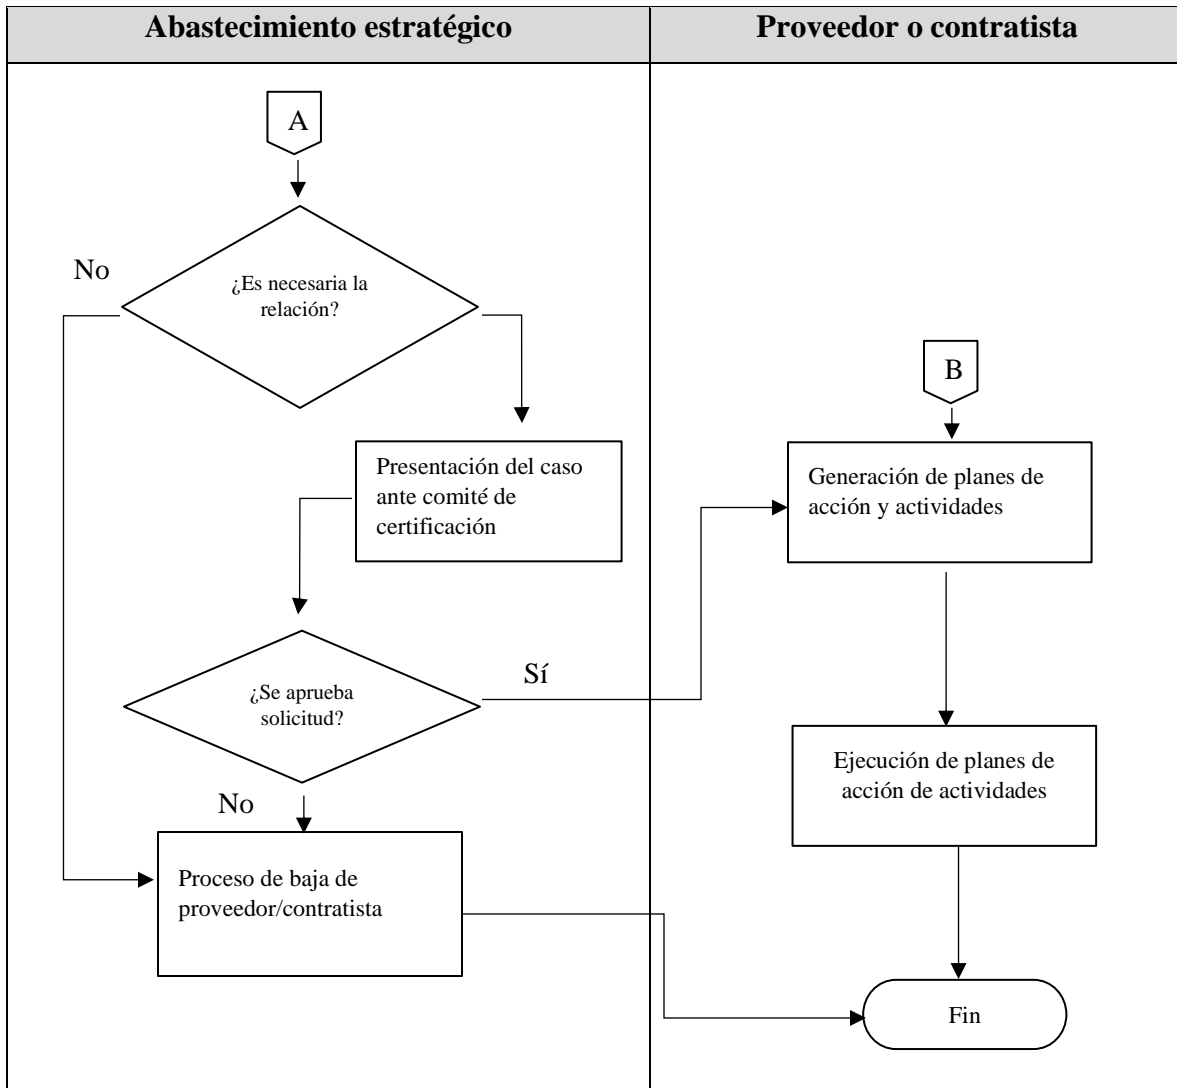 Abastecimiento estratégico
Proveedor o contratista
A
No
¿Es necesaria la
relación?
Presentación del caso
ante comité de
certificación
¿Se aprueba
solicitud?
Sí
No
Proceso de baja de
proveedor/contratista
B
Generación de planes de
acción y actividades
Ejecución de planes de
acción de actividades
Fin